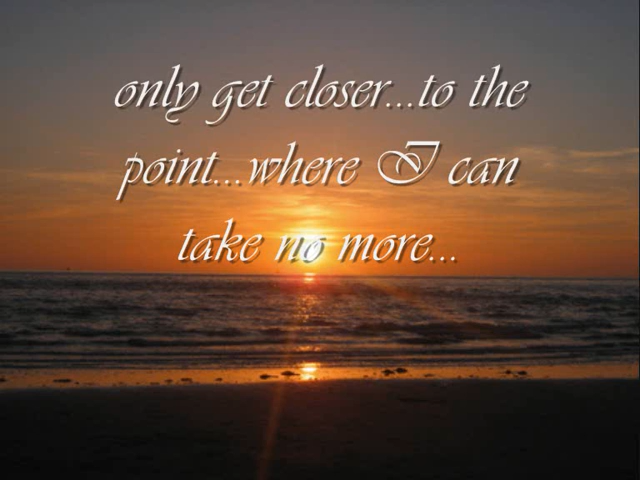 only get closer...to the
point...where I can
take no more...